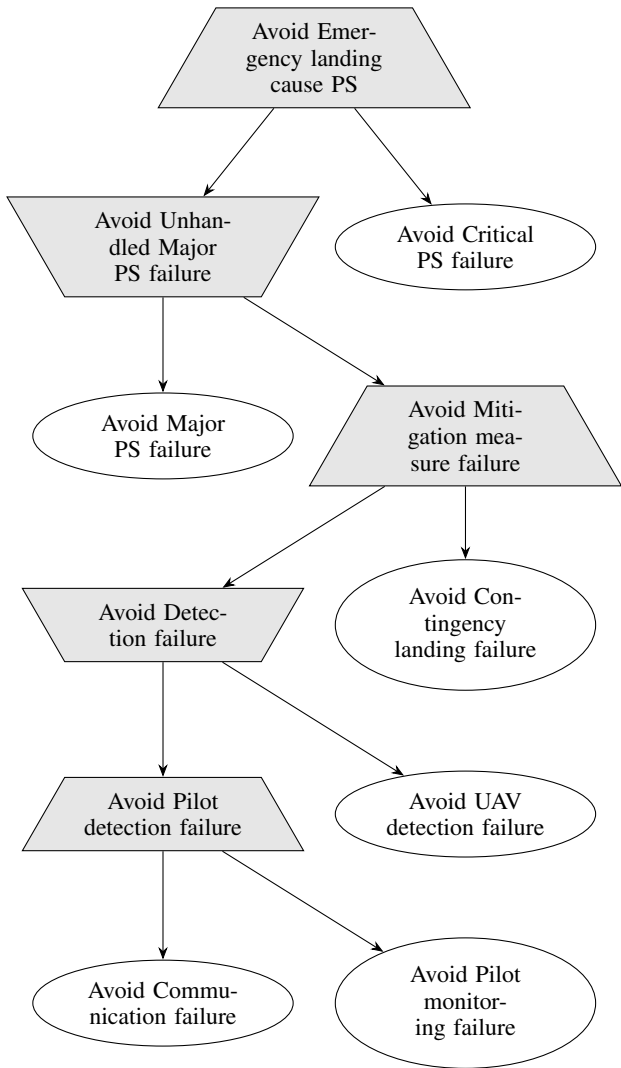 Avoid Emer-
gency landing
cause PS
Avoid Unhan-
dled Major
PS failure
Avoid Critical
PS failure
Avoid Major
PS failure
Avoid Miti-
gation mea-
sure failure
Avoid Detec-
tion failure
Avoid Con-
tingency
landing failure
Avoid Pilot
detection failure
Avoid UAV
detection failure
Avoid Commu-
nication failure
Avoid Pilot
monitor-
ing failure